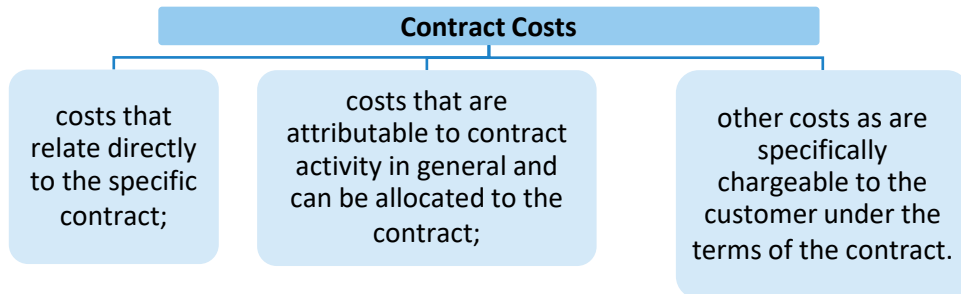 Contract Costs
costs that
relate directly
to the specific
contract;
costs that are
attributable to contract
activity in general and
can be allocated to the
contract;
other costs as are
specifically
chargeable to the
customer under the
terms of the contract.